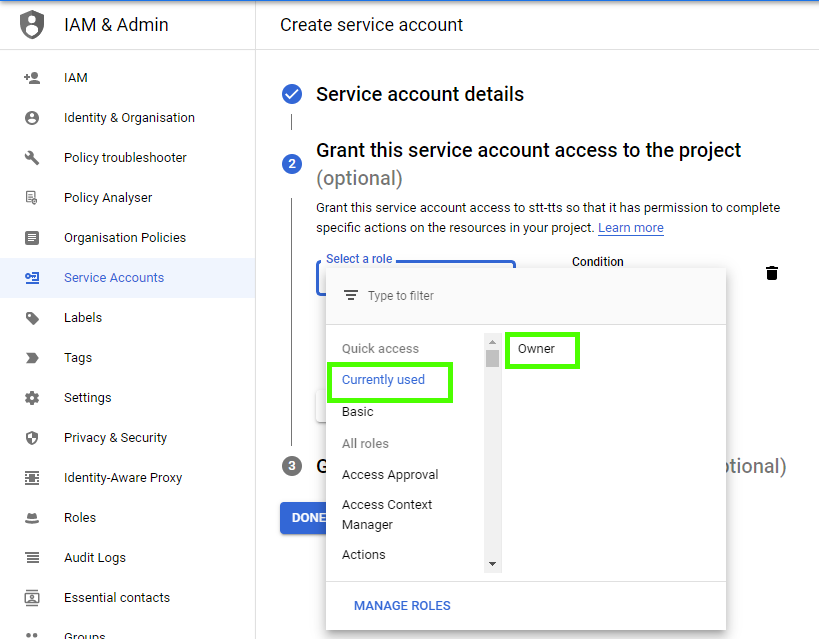 IAM & Admin
Create service account
IAM
Identity & Organisation
Policy troubleshooter
Policy Analyser
Organisation Policies
Service Accounts
Labels
Tags
Settings
Privacy & Security
Identity-Aware Proxy
Roles
Audit Logs
Essential contacts
Groups
Service account details
2
Grant this service account access to the project
(optional)
Grant this service account access to stt-tts so that it has permission to complete
specific actions on the resources in your project. Learn more
Select a role
Condition
Type to filter
Quick access
Currently used
Basic
All roles
Access Approval
Access Context
Manager
Actions
Owner
MANAGE ROLES
3
DONE